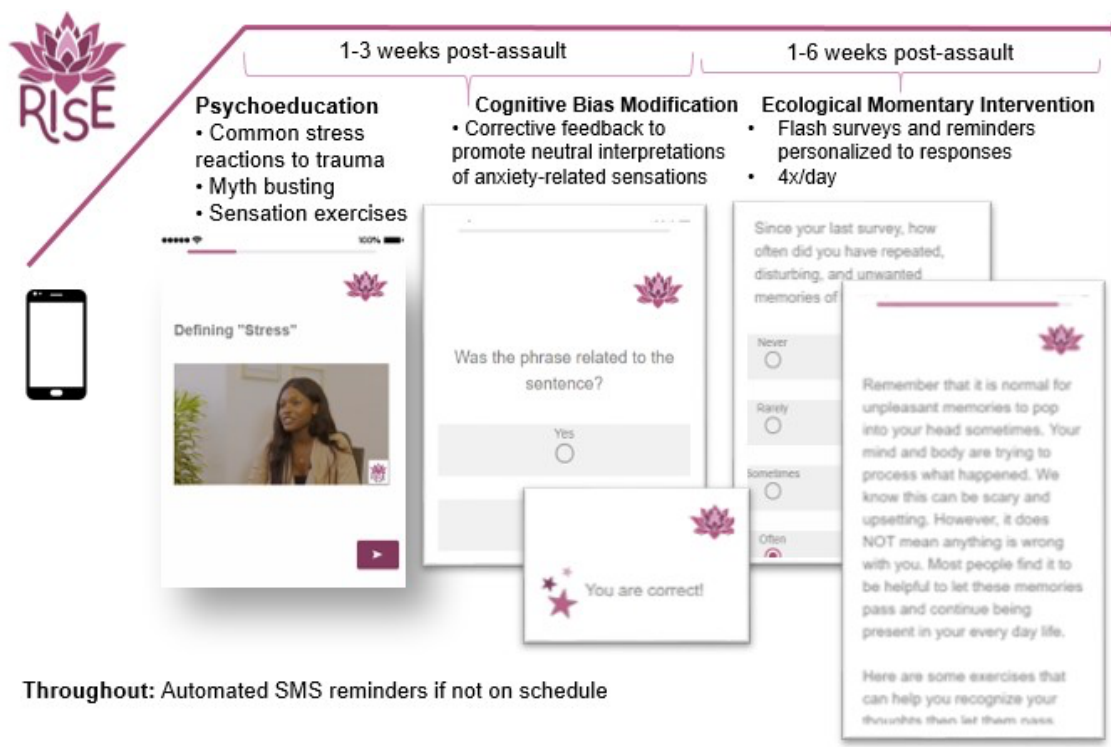 RISE
1-3 weeks post-assault
1-6 weeks post-assault
Psychoeducation
• Common stress
reactions to trauma
• Myth busting
• Sensation exercises
Cognitive Bias Modification
• Corrective feedback to
promote neutral interpretations
of anxiety-related sensations
Ecological Momentary Intervention
• Flash surveys and reminders
personalized to responses
• 4x/day
100%
Defining "Stress"
Was the phrase related to the
sentence?
Yes
You are correct!
Since your last survey, how
often did you have repeated,
disturbing, and unwanted
memories of
Never
Rarely
Sometimes
Often
Remember that it is normal for
unpleasant memories to pop
into your head sometimes. Your
mind and body are trying to
process what happened. We
know this can be scary and
upsetting. However, it does
NOT mean anything is wrong
with you. Most people find it to
be helpful to let these memories
pass and continue being
present in your every day life.
Here are some exercises that
can help you recognize your
thoughts then let them pass
Throughout: Automated SMS reminders if not on schedule